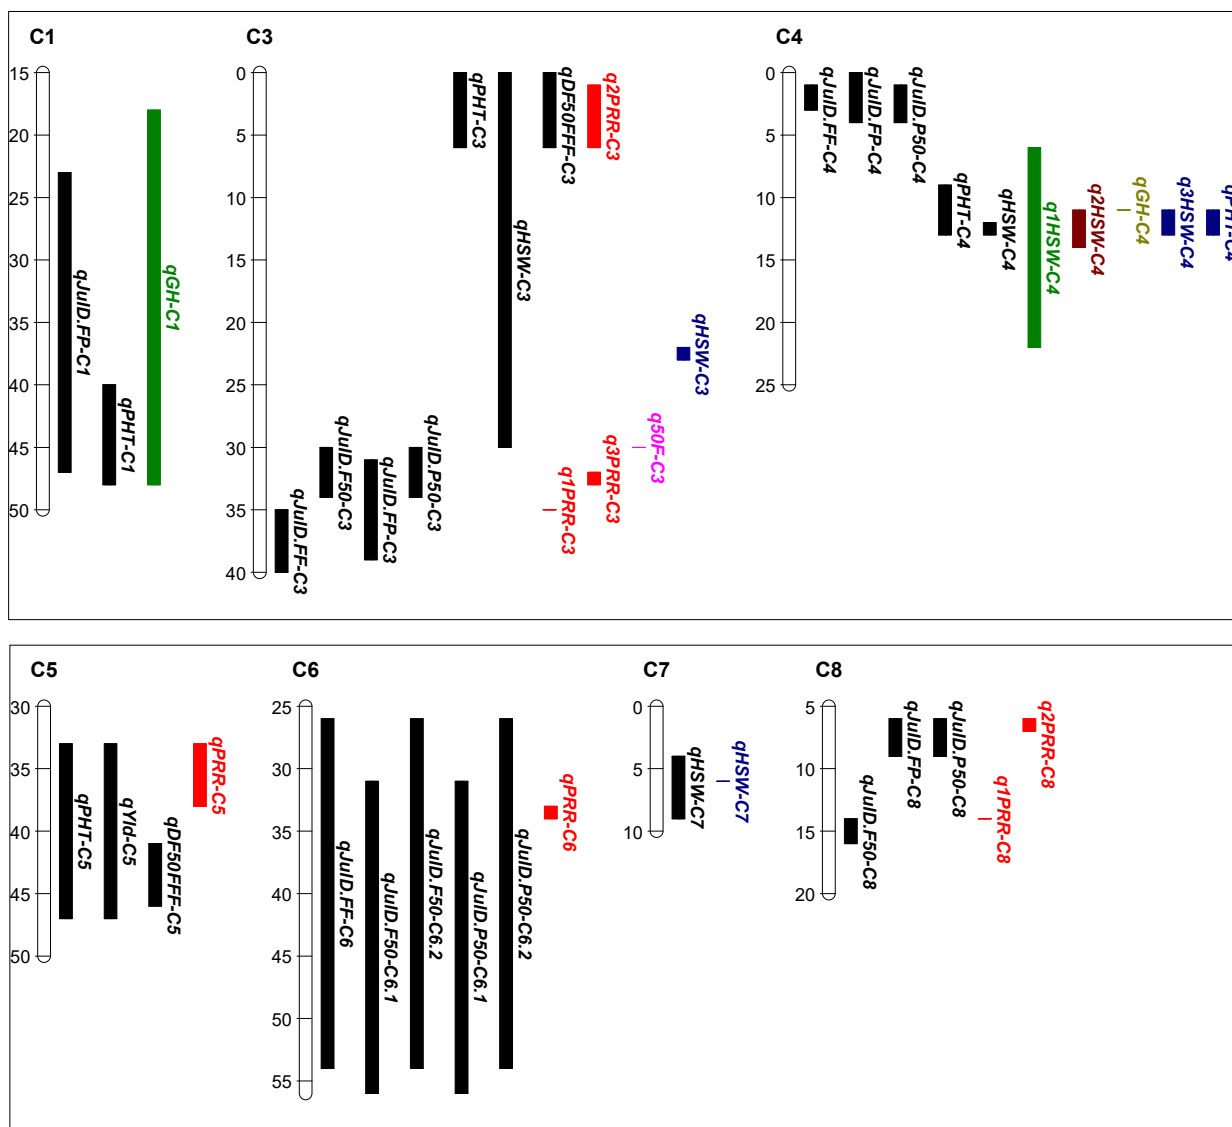 C1
15
20
25
30
35
40
45
50
qJulD.FP-C1
qPHT-C1
qGH-C1
C3
0
5
10
15
20
25
30
35
40
qJulD.FF-C3
qJulD.F50-C3
qJulD.FP-C3
qJulD.P50-C3
qPHT-C3
qHSW-C3
qDF50FFF-C3
q1PRR-C3
q2PRR-C3
q3PRR-C3
q50F-C3
qHSW-C3
C4
0
5
10
15
20
25
qJulD.FF-C4
qJulD.FP-C4
qJulD.P50-C4
qPHT-C4
qHSW-C4
q1HSW-C4
q2HSW-C4
qGH-C4
q3HSW-C4
qPHT-C4
C5
30
35
40
45
50
qPHT-C5
qYld-C5
qDF50FFF-C5
qPRR-C5
C6
25
30
35
40
45
50
55
qJulD.FF-C6
qJulD.F50-C6.1
qJulD.F50-C6.2
qJulD.P50-C6.1
qJulD.P50-C6.2
qPRR-C6
C7
0
5
10
qHSW-C7
qHSW-C7
C8
5
10
15
20
qJulD.F50-C8
qJulD.FP-C8
qJulD.P50-C8
q1PRR-C8
q2PRR-C8